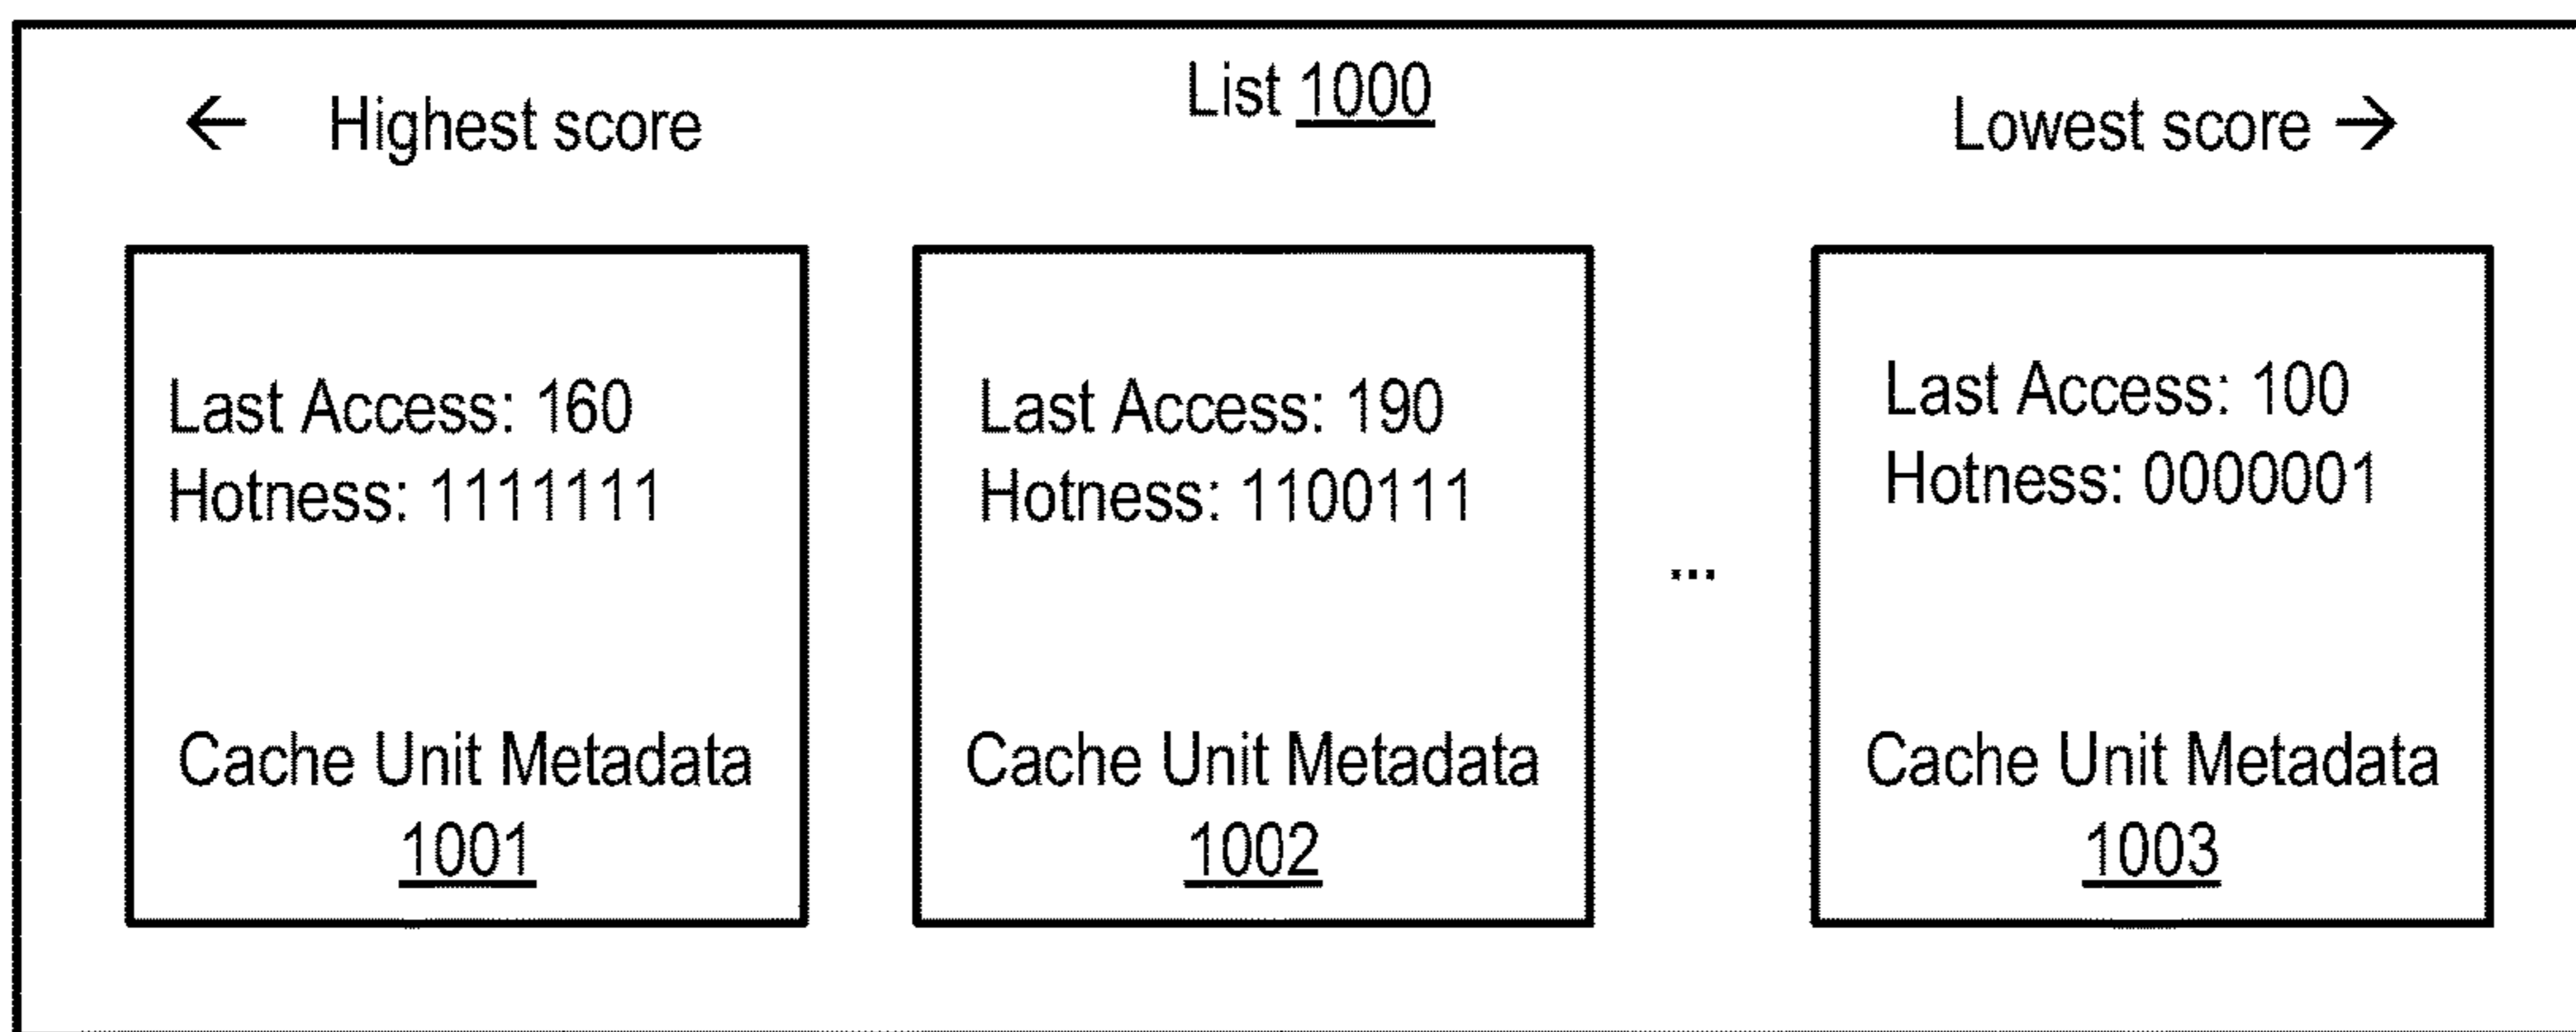 List 1000
← Highest score
Lowest score →
Last Access: 160
Hotness: 1111111
Cache Unit Metadata
1001
Last Access: 190
Hotness: 1100111
Cache Unit Metadata
1002
...
Last Access: 100
Hotness: 0000001
Cache Unit Metadata
1003